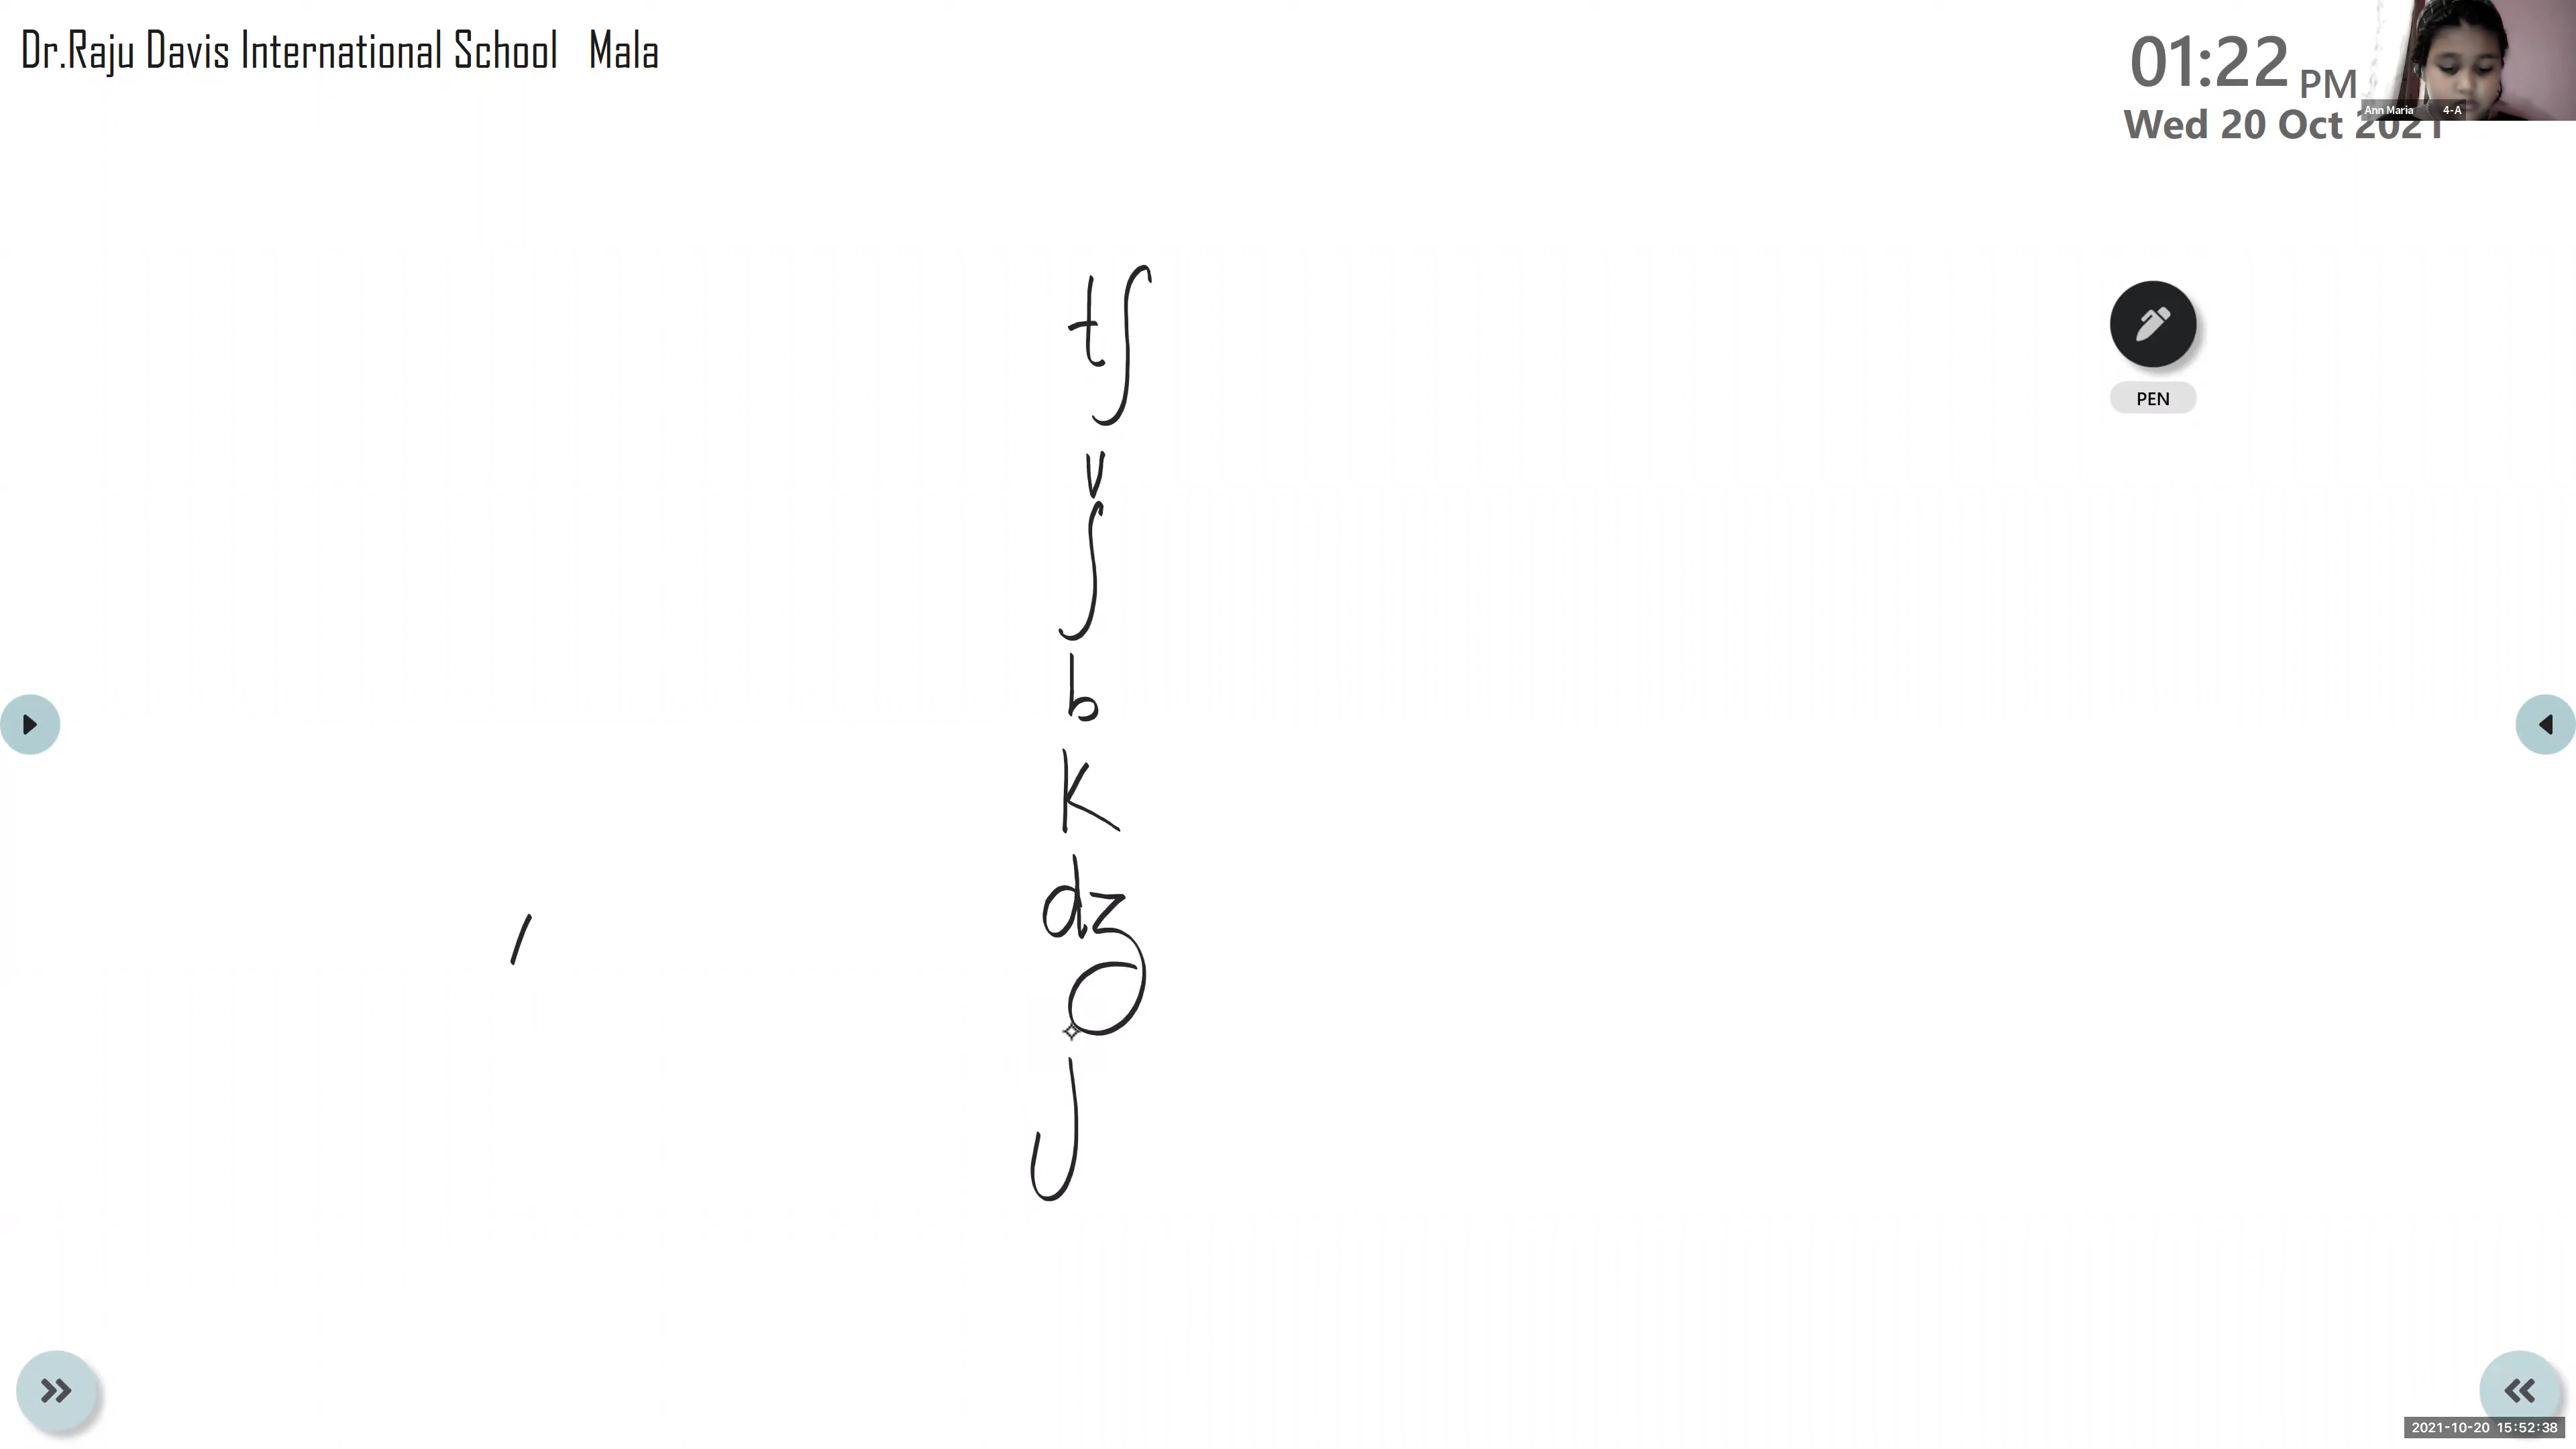 Dr.Raju Davis International School Mala
01:22 PM
Ann Maria 4-A
Wed 20 Oct 2021
tʃ
PEN
v
ʃ
b
k
dʒ
j
2021-10-20 15:52:38